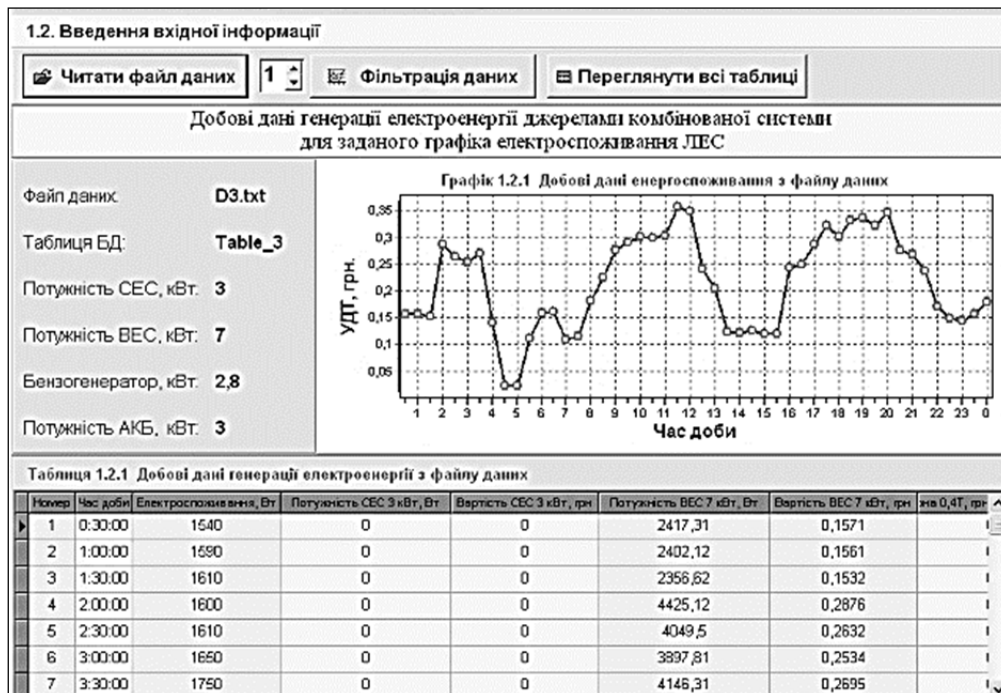 1.2. Введення вхідної інформації
Читати файл даних 1 Фільтрація даних Переглянути всі таблиці
Добові дані генерації електроенергії джерелами комбінованої системи
для заданого графіка електроспоживання ЛЕС
Файл даних: D3.txt
Таблиця БД: Table_3
Потужність СЕС, кВт: 3
Потужність ВЕС, кВт: 7
Бензогенератор, кВт: 2,8
Потужність АКБ, кВт: 3
Графік 1.2.1 Добові дані енергоспоживання з файлу даних
УДТ, грн.
0,35
0,3
0,25
0,2
0,15
0,1
0,05
1 2 3 4 5 6 7 8 9 10 11 12 13 14 15 16 17 18 19 20 21 22 23 0
Час доби
Таблиця 1.2.1 Добові дані генерації електроенергії з файлу даних
Номер Час доби Електроспоживання, Вт Потужність СЕС 3 кВт, Вт Вартість СЕС 3 кВт, грн Потужність ВЕС 7 кВт, Вт Вартість ВЕС 7 кВт, грн 0,4Т, грн
1 0:30:00 1540 0 0 2417,31 0,1571
2 1:00:00 1590 0 0 2402,12 0,1561
3 1:30:00 1610 0 0 2356,62 0,1532
4 2:00:00 1600 0 0 4425,12 0,2876
5 2:30:00 1610 0 0 4049,5 0,2632
6 3:00:00 1650 0 0 3897,81 0,2534
7 3:30:00 1750 0 0 4146,31 0,2695